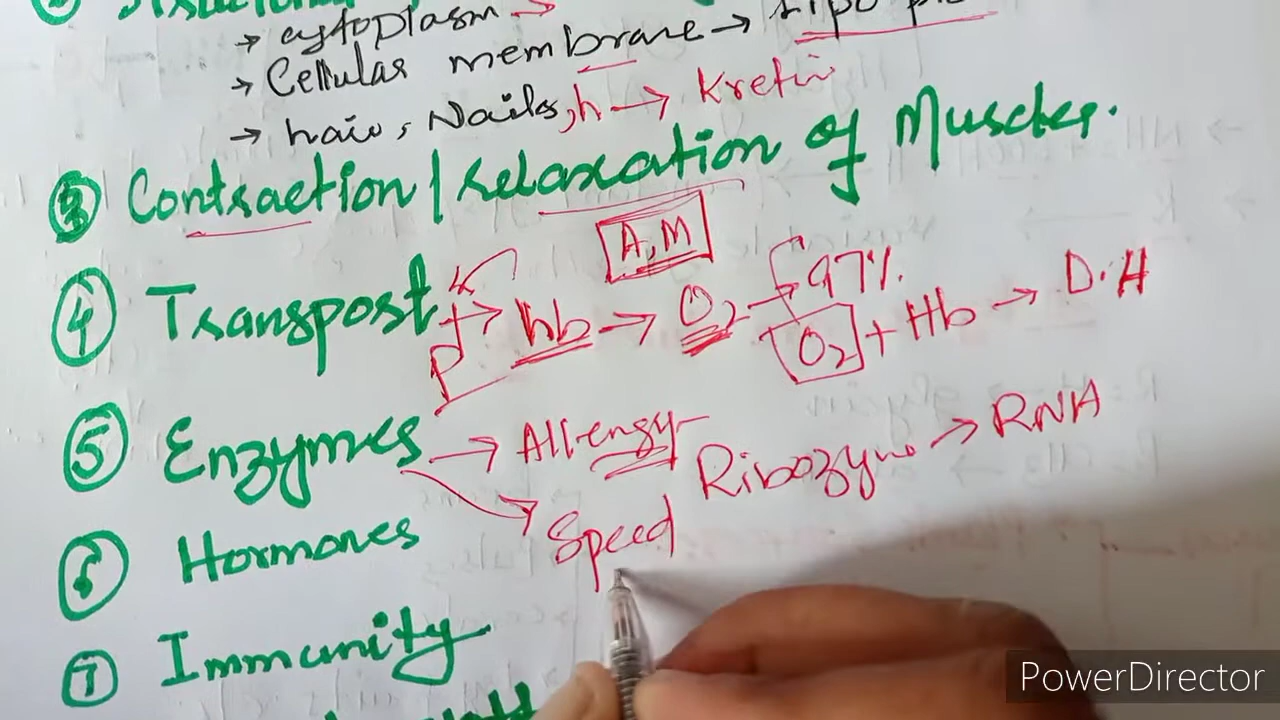 → cytoplasm →
→ Cellular membrane → Lipo
→ hair, Nails, h → Kretin
③ Contraction/relaxation of Muscles.
A, M
④ Transport → hb → O2 → 97%
P O2 + Hb → D.H
⑤ Enzymes → All-engy
Ribozyme → RNA
→ Speed
⑥ Hormones
⑦ Immunity
PowerDirector